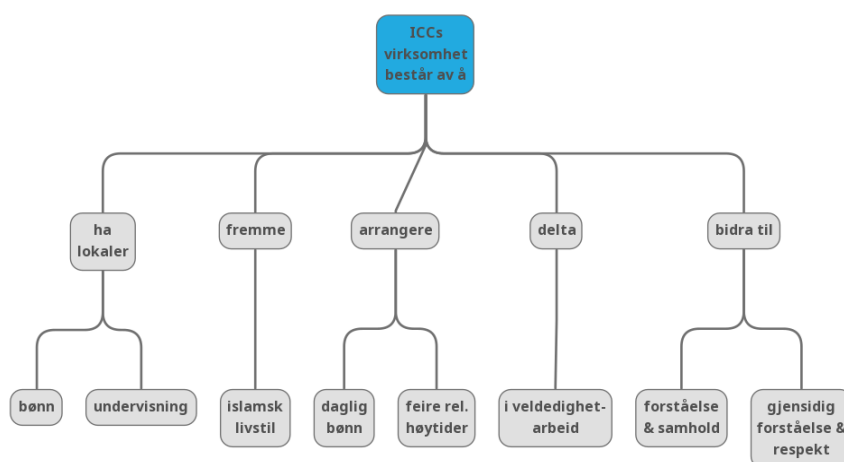 ICCs
virksomhet
består av å
ha
lokaler
fremme
arrangere
delta
bidra til
bønn
undervisning
islamsk
livstil
daglig
bønn
feire rel.
høytider
i veldedighet-
arbeid
forståelse
& samhold
gjensidig
forståelse &
respekt